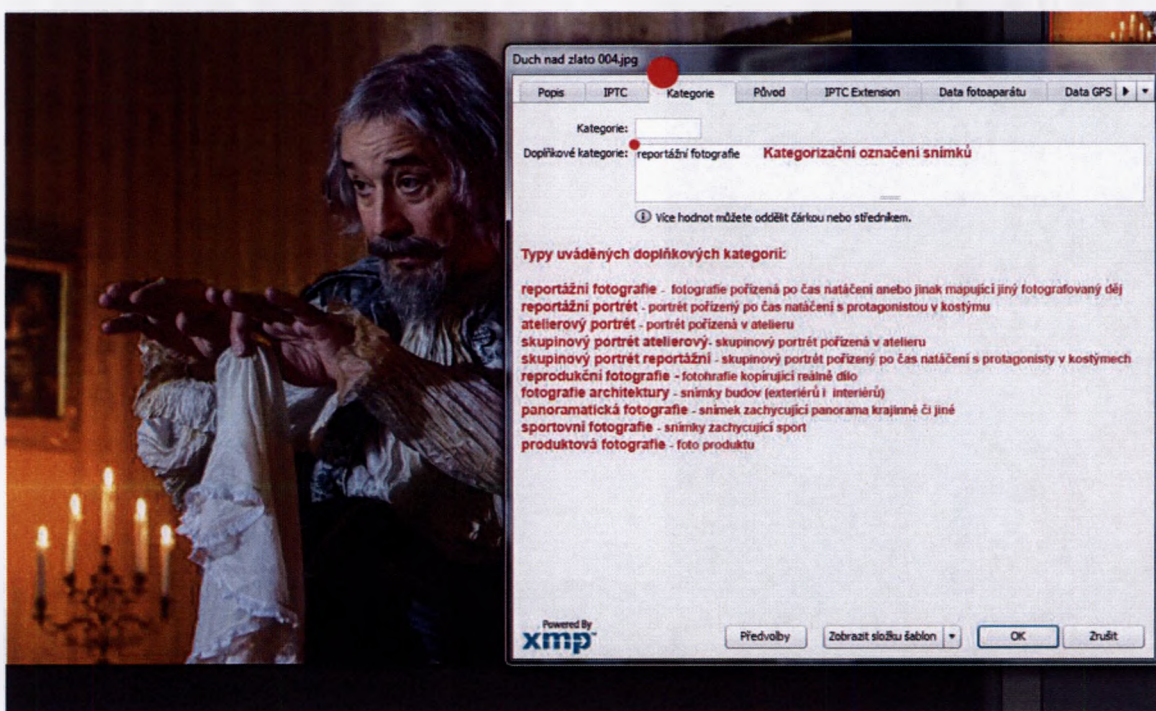 Duch nad zlato 004.jpg
Popis IPTC Kategorie Původ IPTC Extension Data fotoaparátu Data GPS
Kategorie:
Doplňkové kategorie: reportážní fotografie Kategorizační označení snímků
Více hodnot můžete oddělit čárkou nebo středníkem.
Typy uváděných doplňkových kategorií:
reportážní fotografie - fotografie pořízená po čas natáčení anebo jinak mapující jiný fotografovaný děj
reportážní portrét - portrét pořízený po čas natáčení s protagonistou v kostýmu
atelierový portrét - portrét pořízená v atelieru
skupinový portrét atelierový- skupinový portrét pořízená v atelieru
skupinový portrét reportážní - skupinový portrét pořízený po čas natáčení s protagonisty v kostýmech
reprodukční fotografie - fotohrafie kopírující reálné dílo
fotografie architektury - snímky budov (exteriérů i interiérů)
panoramatická fotografie - snímek zachycující panorama krajinné či jiné
sportovní fotografie - snímky zachycující sport
produktová fotografie - foto produktu
Powered By
xmp
Předvolby Zobrazit složku šablon OK Zrušit